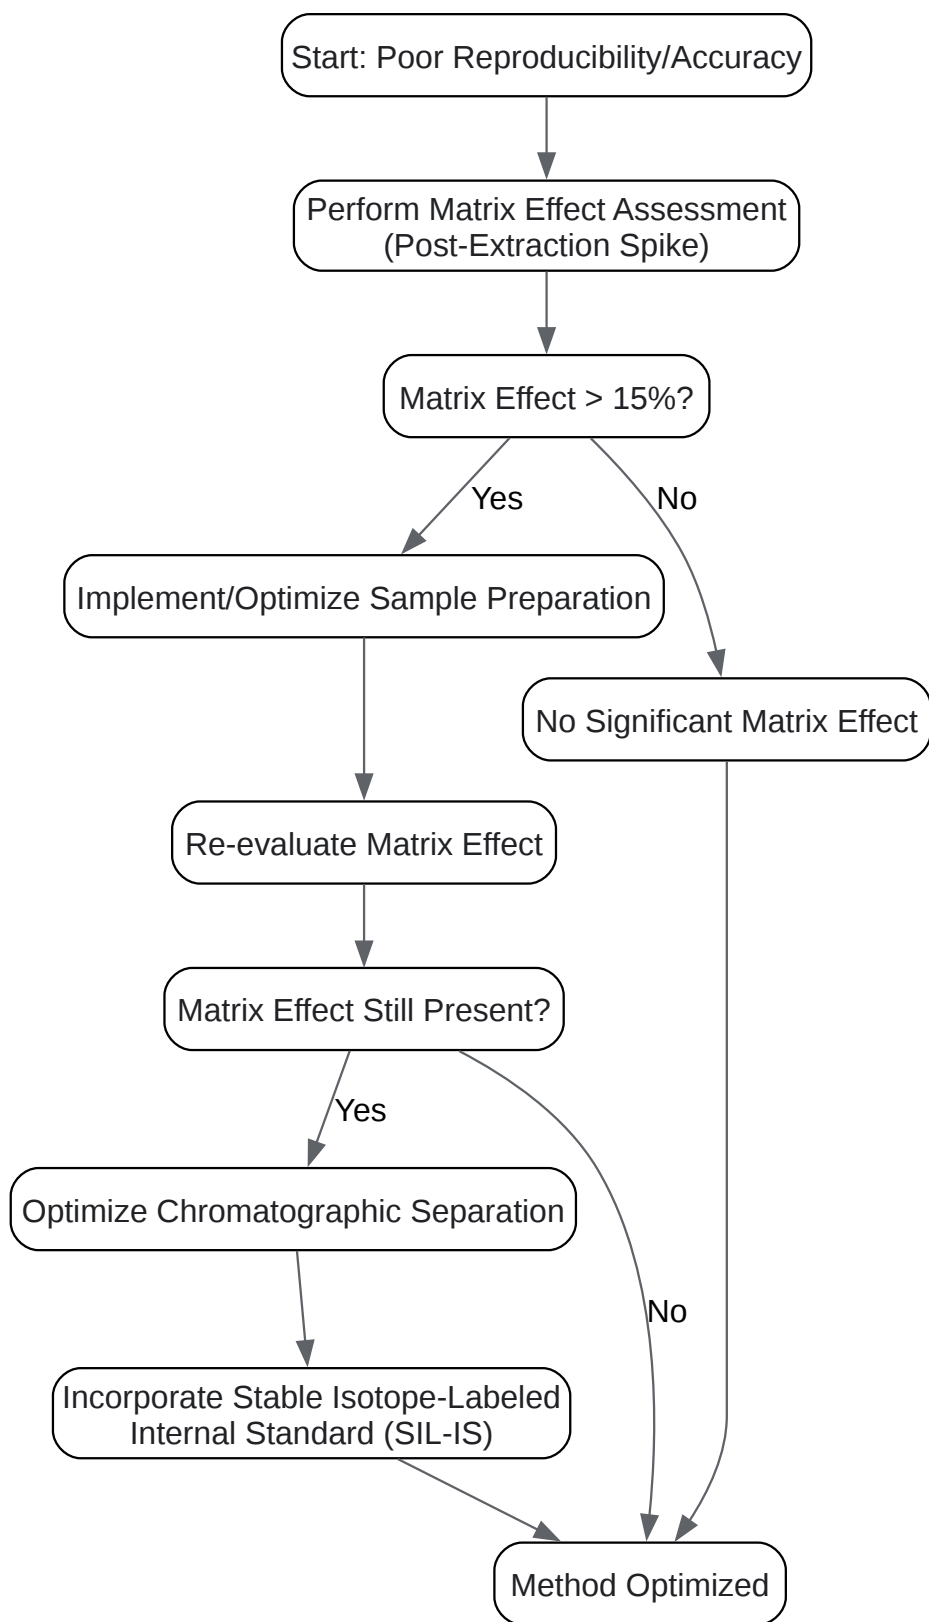 Start: Poor Reproducibility/Accuracy
Perform Matrix Effect Assessment
(Post-Extraction Spike)
Matrix Effect > 15%?
Yes
No
Implement/Optimize Sample Preparation
No Significant Matrix Effect
Re-evaluate Matrix Effect
Matrix Effect Still Present?
Yes
Optimize Chromatographic Separation
No
Incorporate Stable Isotope-Labeled
Internal Standard (SIL-IS)
Method Optimized